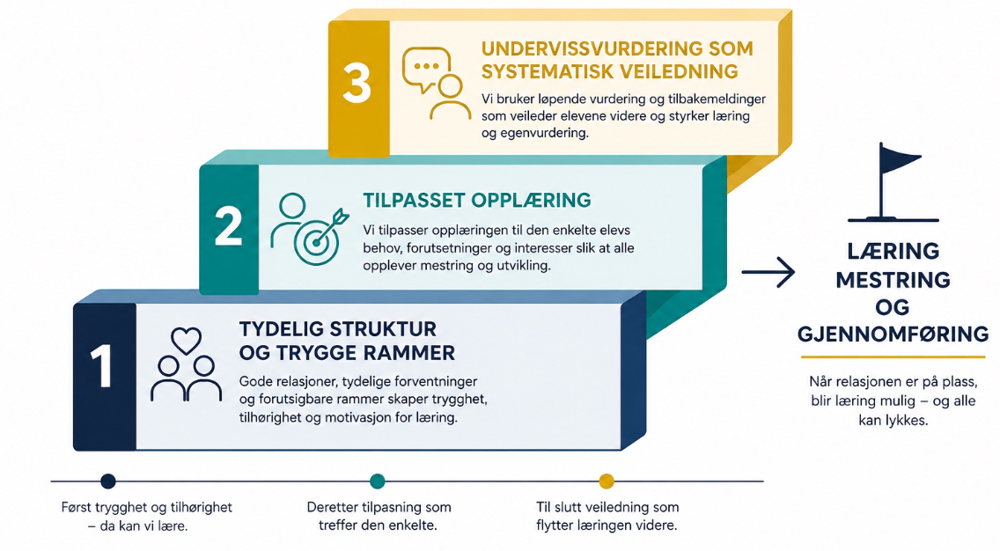 3
UNDERVISSVURDERING SOM
SYSTEMATISK VEILEDNING
Vi bruker løpende vurdering og tilbakemeldinger
som veileder elevene videre og styrker læring
og egenvurdering.
2
TILPASSET OPPLÆRING
Vi tilpasser opplæringen til den enkelte elevs
behov, forutsetninger og interesser slik at alle
opplever mestring og utvikling.
1
TYDELIG STRUKTUR
OG TRYGGE RAMMER
Gode relasjoner, tydelige forventninger
og forutsigbare rammer skaper trygghet,
tilhørighet og motivasjon for læring.
LÆRING
MESTRING
OG
GJENNOMFØRING
Når relasjonen er på plass,
blir læring mulig – og alle
kan lykkes.
Først trygghet og tilhørighet
– da kan vi lære.
Deretter tilpasning som
treffer den enkelte.
Til slutt veiledning som
flytter læringen videre.